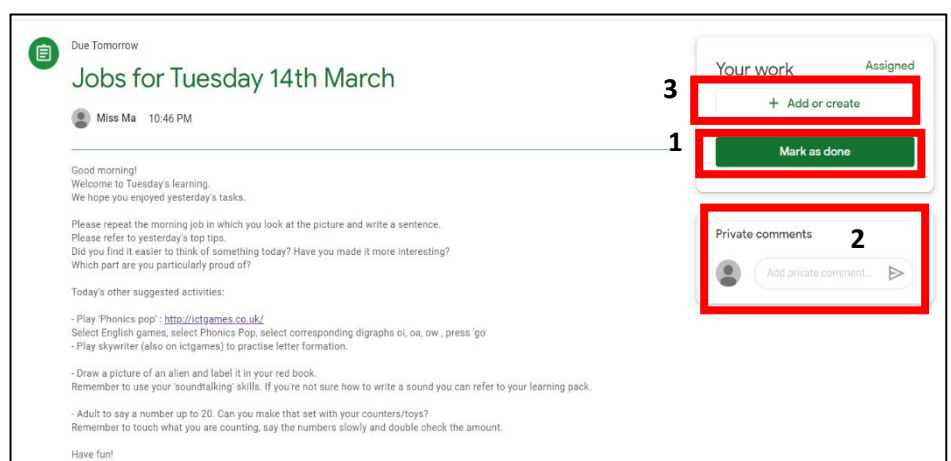 Due Tomorrow
Jobs for Tuesday 14th March
Miss Ma 10:46 PM
Good morning!
Welcome to Tuesday's learning.
We hope you enjoyed yesterday's tasks.
Please repeat the morning job in which you look at the picture and write a sentence.
Please refer to yesterday's top tips.
Did you find it easier to think of something today? Have you made it more interesting?
Which part are you particularly proud of?
Today's other suggested activities:
- Play 'Phonics pop' : http://ictgames.co.uk/
Select English games, select Phonics Pop, select corresponding digraphs oi, oa, ow , press 'go'
- Play skywriter (also on ictgames) to practise letter formation.
- Draw a picture of an alien and label it in your red book.
Remember to use your 'soundtalking' skills. If you're not sure how to write a sound you can refer to your learning pack.
- Adult to say a number up to 20. Can you make that set with your counters/toys?
Remember to touch what you are counting, say the numbers slowly and double check the amount.
Have fun!
Your work Assigned
3
+ Add or create
1
Mark as done
Private comments
2
Add private comment...